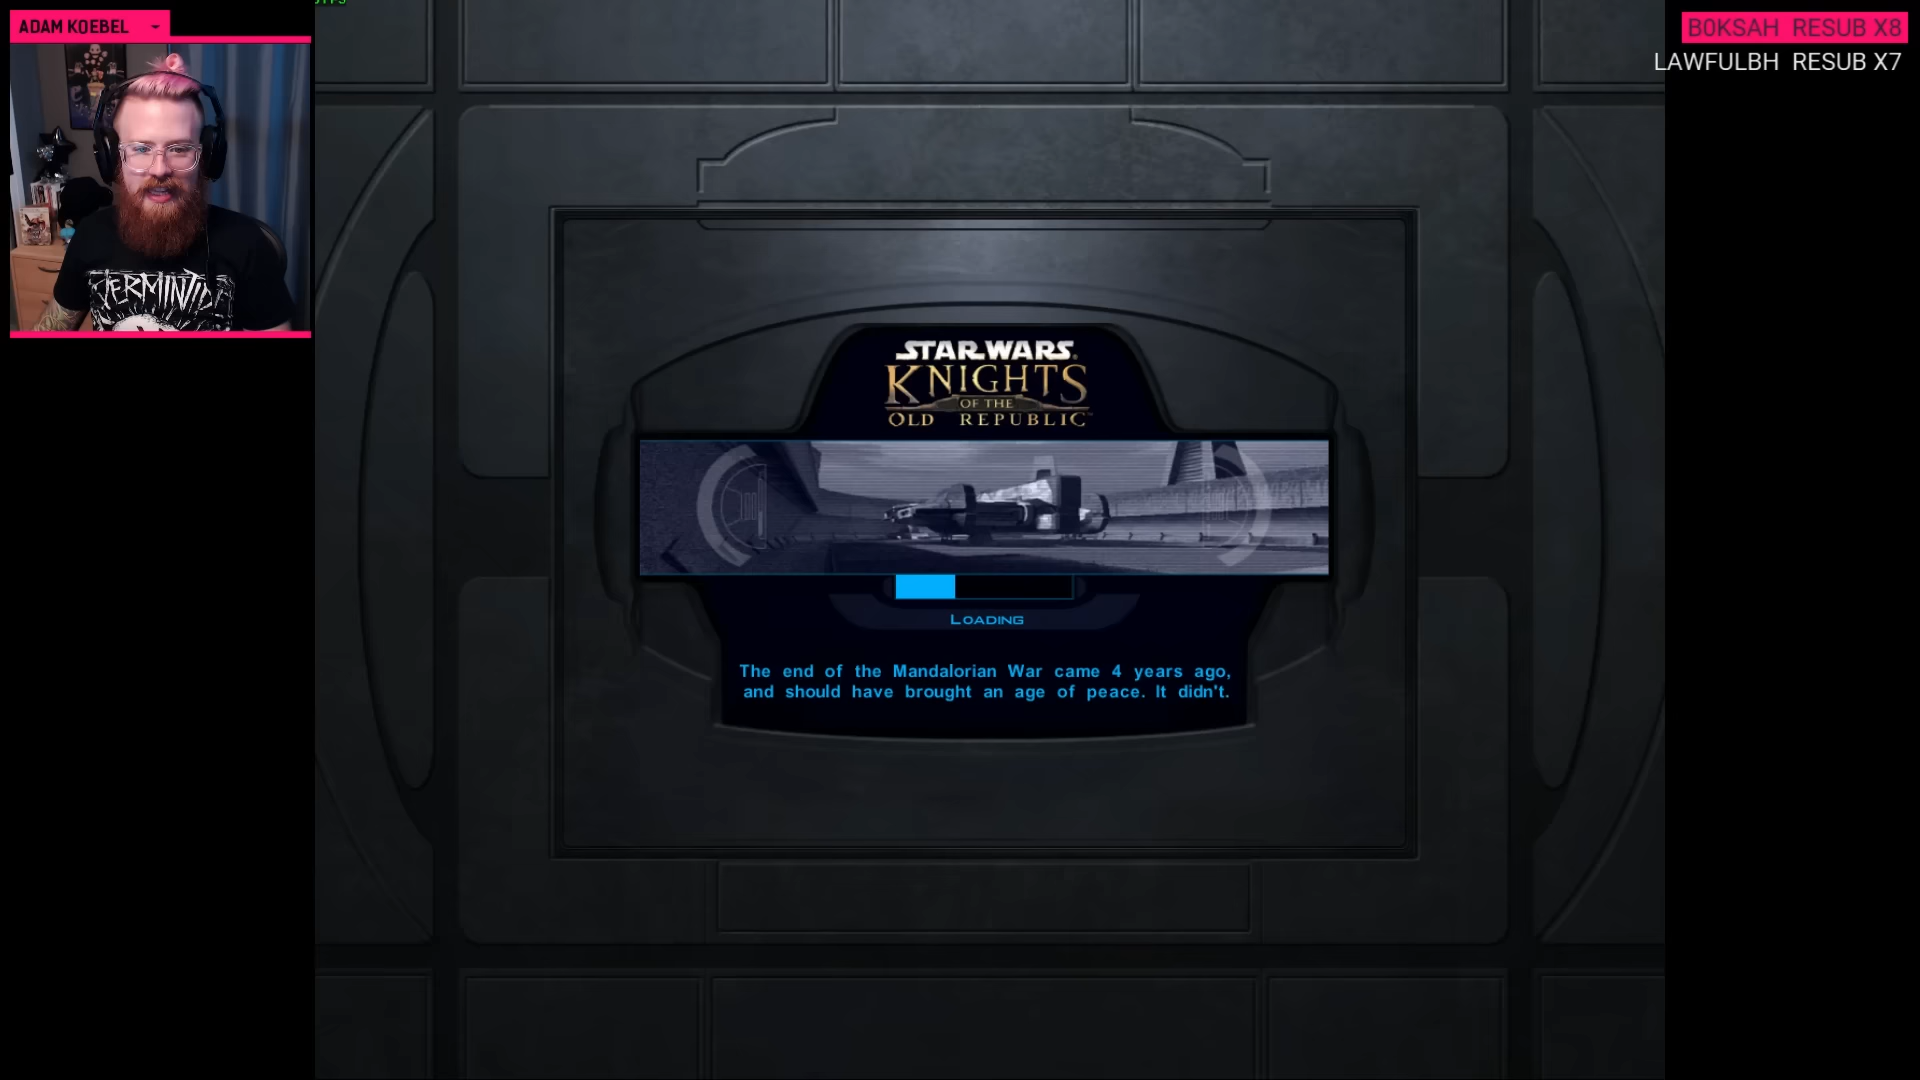 ADAM KOEBEL
B0KSAH RESUB X8
LAWFULBH RESUB X7
STAR WARS
KNIGHTS
OF THE
OLD REPUBLIC
LOADING
The end of the Mandalorian War came 4 years ago,
and should have brought an age of peace. It didn't.